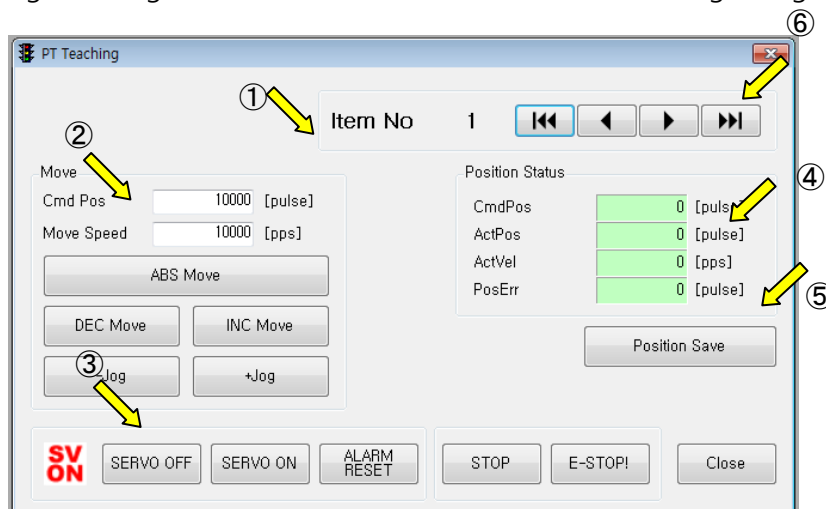 ⑥
PT Teaching
①
Item No 1
②
Move
Cmd Pos 10000 [pulse]
Move Speed 10000 [pps]
ABS Move
DEC Move INC Move
-Jog +Jog
Position Status
④
CmdPos 0 [pulse]
ActPos 0 [pulse]
ActVel 0 [pps]
PosErr 0 [pulse]
⑤
Position Save
③
SV
ON
SERVO OFF
SERVO ON
ALARM
RESET
STOP
E-STOP!
Close